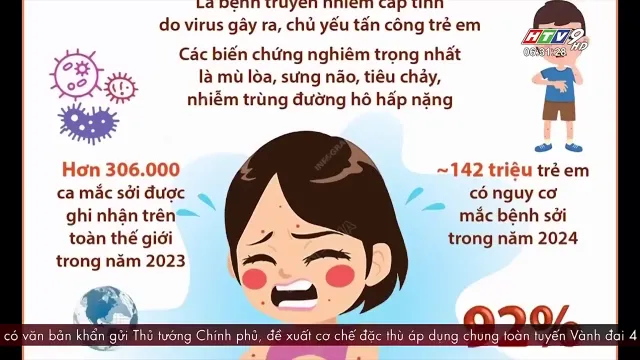 Là bệnh truyền nhiễm cấp tính
do virus gây ra, chủ yếu tấn công trẻ em
Các biến chứng nghiêm trọng nhất
là mù lòa, sưng não, tiêu chảy,
nhiễm trùng đường hô hấp nặng
HTV9
HD
06:31:28
Hơn 306.000
ca mắc sởi được
ghi nhận trên
toàn thế giới
trong năm 2023
~142 triệu trẻ em
có nguy cơ
mắc bệnh sởi
trong năm 2024
92%
có văn bản khẩn gửi Thủ tướng Chính phủ, đề xuất cơ chế đặc thù áp dụng chung toàn tuyến Vành đai 4